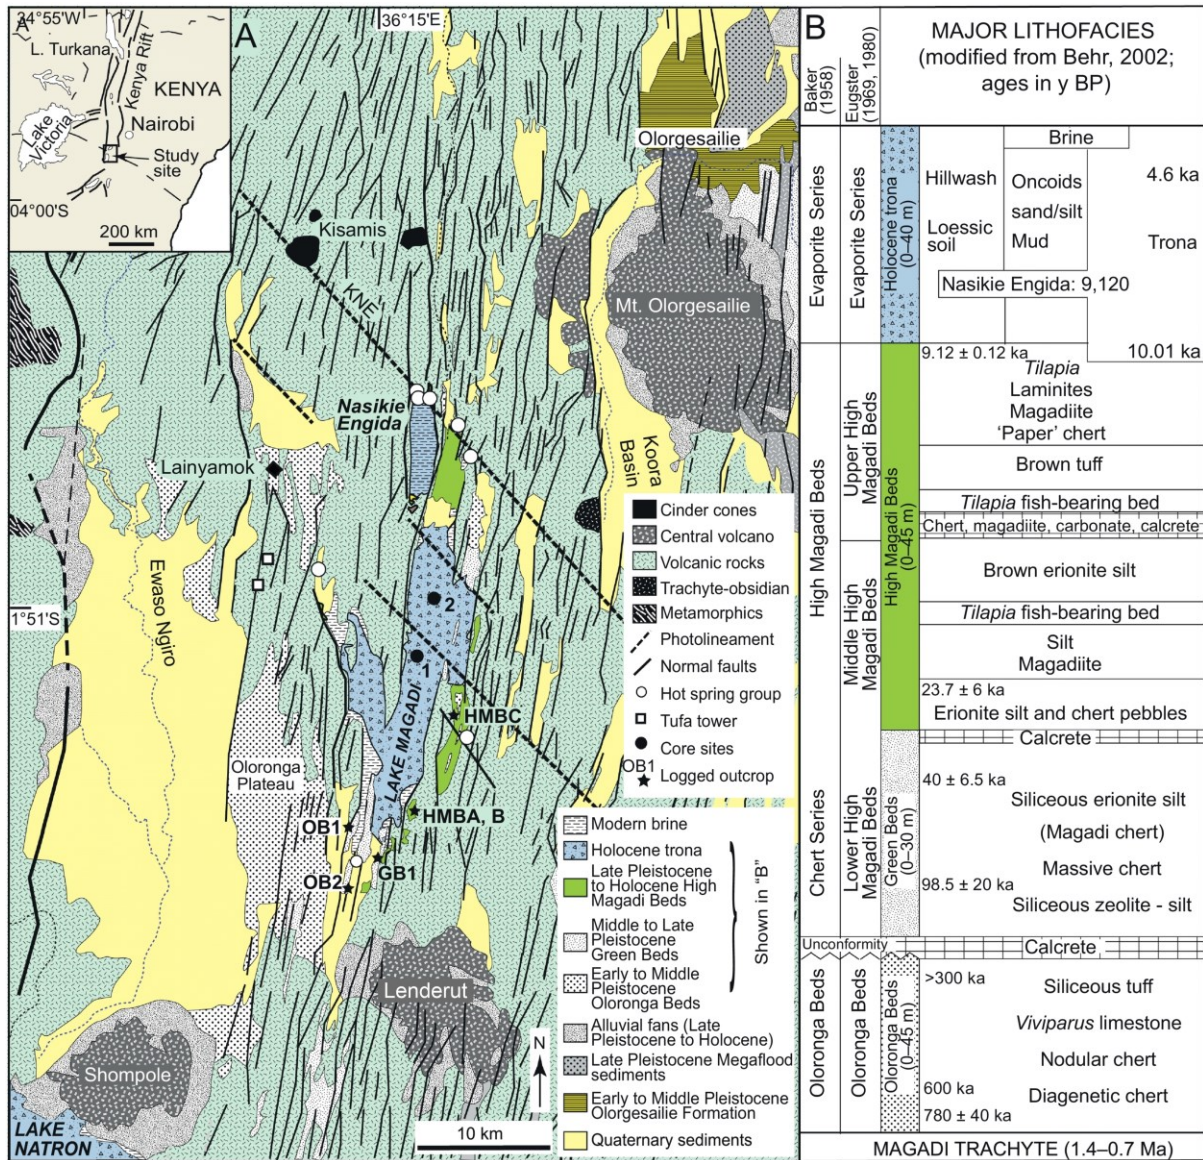 A
34°55'W
L. Turkana
Kenya Rift
KENYA
Lake
Victoria
Nairobi
Study
site
04°00'S
200 km
A
36°15'E
Olorgesailie
Kisamis
KNE
Mt. Olorgesailie
Nasikie
Engida
Koora
Basin
Lainyamok
Ewaso Ngiro
1°51'S
2
1
LAKE MAGADI
HMBC
Oloronga
Plateau
HMBA, B
OB1
GB1
OB2
Lenderut
Shompole
LAKE
NATRON
N
10 km
Cinder cones
Central volcano
Volcanic rocks
Trachyte-obsidian
Metamorphics
Photolineament
Normal faults
Hot spring group
Tufa tower
Core sites
OB1
Logged outcrop
Modern brine
Holocene trona
Late Pleistocene
to Holocene High
Magadi Beds
Middle to Late
Pleistocene
Green Beds
Early to Middle
Pleistocene
Oloronga Beds
Shown in "B"
Alluvial fans (Late
Pleistocene to Holocene)
Late Pleistocene Megaflood
sediments
Early to Middle Pleistocene
Olorgesailie Formation
Quaternary sediments
B
Baker
(1958)
Eugster
(1969, 1980)
MAJOR LITHOFACIES
(modified from Behr, 2002;
ages in y BP)
Evaporite Series
Evaporite Series
Holocene trona
(0–40 m)
Brine
Hillwash
Oncoids
4.6 ka
sand/silt
Loessic
soil
Mud
Trona
Nasikie Engida: 9,120
High Magadi Beds
Upper High
Magadi Beds
High Magadi Beds
(0–45 m)
9.12 ± 0.12 ka
10.01 ka
Tilapia
Laminites
Magadiite
'Paper' chert
Brown tuff
Tilapia fish-bearing bed
Chert, magadiite, carbonate, calcrete
Middle High
Magadi Beds
Brown erionite silt
Tilapia fish-bearing bed
Silt
Magadiite
23.7 ± 6 ka
Erionite silt and chert pebbles
Chert Series
Lower High
Magadi Beds
Green Beds
(0–30 m)
Calcrete
40 ± 6.5 ka
Siliceous erionite silt
(Magadi chert)
Massive chert
98.5 ± 20 ka
Siliceous zeolite - silt
Unconformity
Calcrete
Oloronga Beds
Oloronga Beds
Oloronga Beds
(0–45 m)
>300 ka
Siliceous tuff
Viviparus limestone
Nodular chert
600 ka
Diagenetic chert
780 ± 40 ka
MAGADI TRACHYTE (1.4–0.7 Ma)